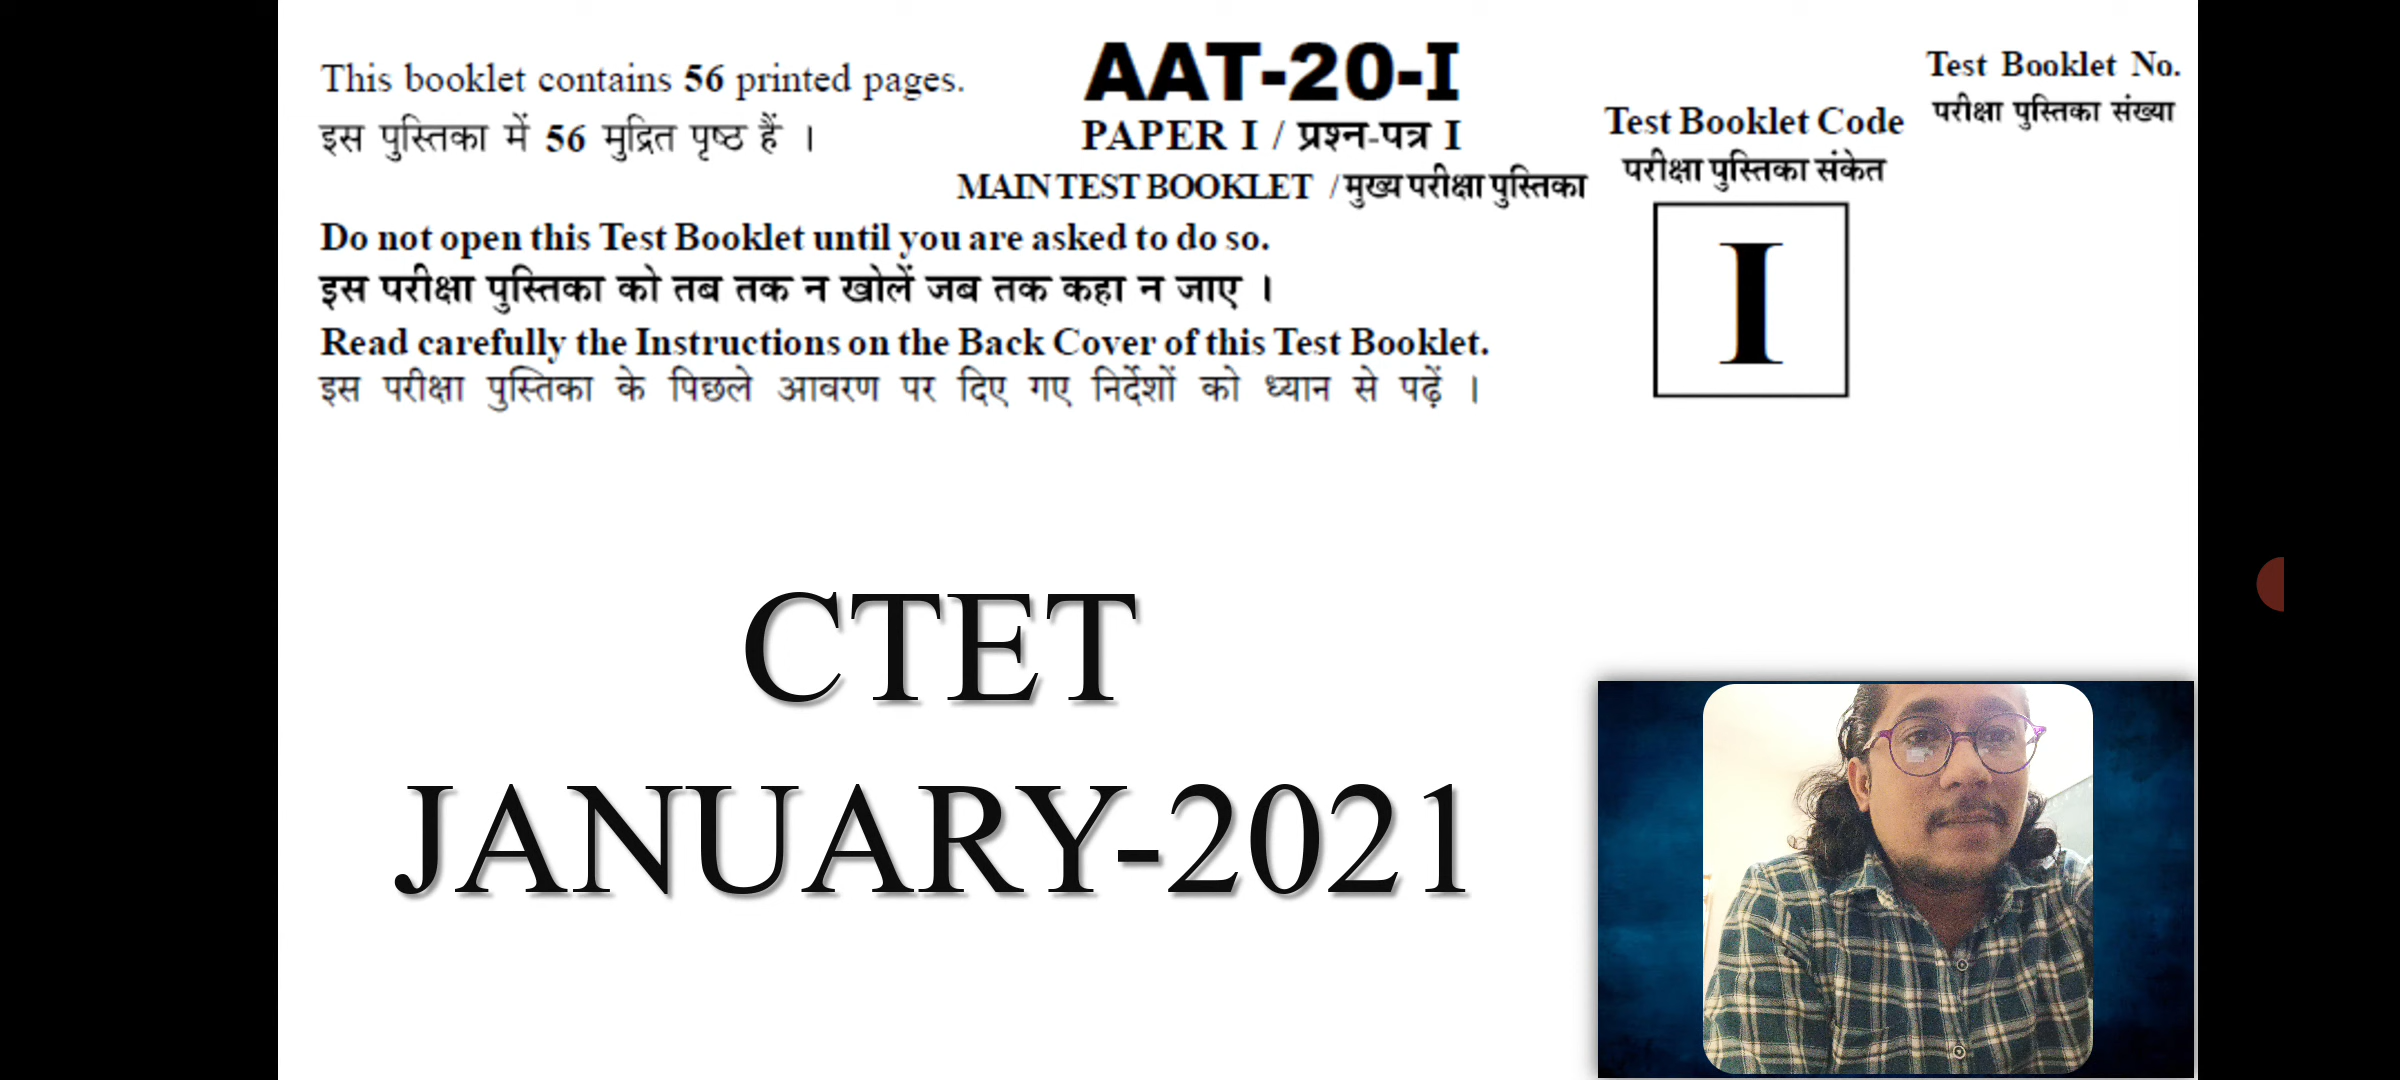 This booklet contains 56 printed pages.
इस पुस्तिका में 56 मुद्रित पृष्ठ हैं ।
AAT-20-I
PAPER I / प्रश्न-पत्र I
MAIN TEST BOOKLET / मुख्य परीक्षा पुस्तिका
Test Booklet Code
परीक्षा पुस्तिका संकेत
I
Test Booklet No.
परीक्षा पुस्तिका संख्या
Do not open this Test Booklet until you are asked to do so.
इस परीक्षा पुस्तिका को तब तक न खोलें जब तक कहा न जाए ।
Read carefully the Instructions on the Back Cover of this Test Booklet.
इस परीक्षा पुस्तिका के पिछले आवरण पर दिए गए निर्देशों को ध्यान से पढ़ें ।
CTET
JANUARY-2021